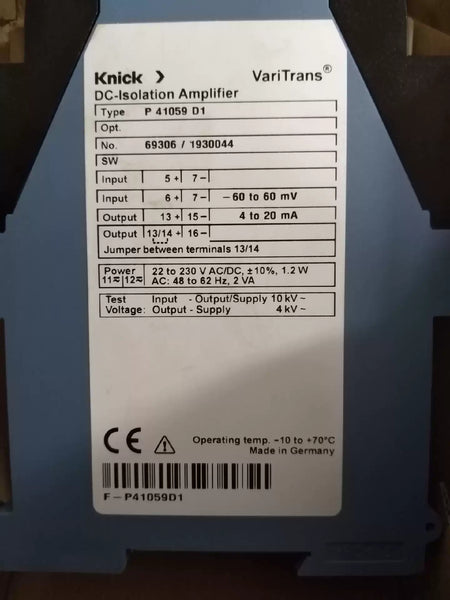 Knick > VariTrans®
DC-Isolation Amplifier
Type P 41059 D1
Opt.
No. 69306 / 1930044
SW
Input 5 + 7 –
Input 6 + 7 – – 60 to 60 mV
Output 13 + 15 – 4 to 20 mA
Output 13/14 + 16 –
Jumper between terminals 13/14
Power 22 to 230 V AC/DC, ±10%, 1.2 W
11≂ 12≂ AC: 48 to 62 Hz, 2 VA
Test Input - Output/Supply 10 kV ~
Voltage: Output - Supply 4 kV ~
CE Operating temp. –10 to +70°C
Made in Germany
F – P41059D1